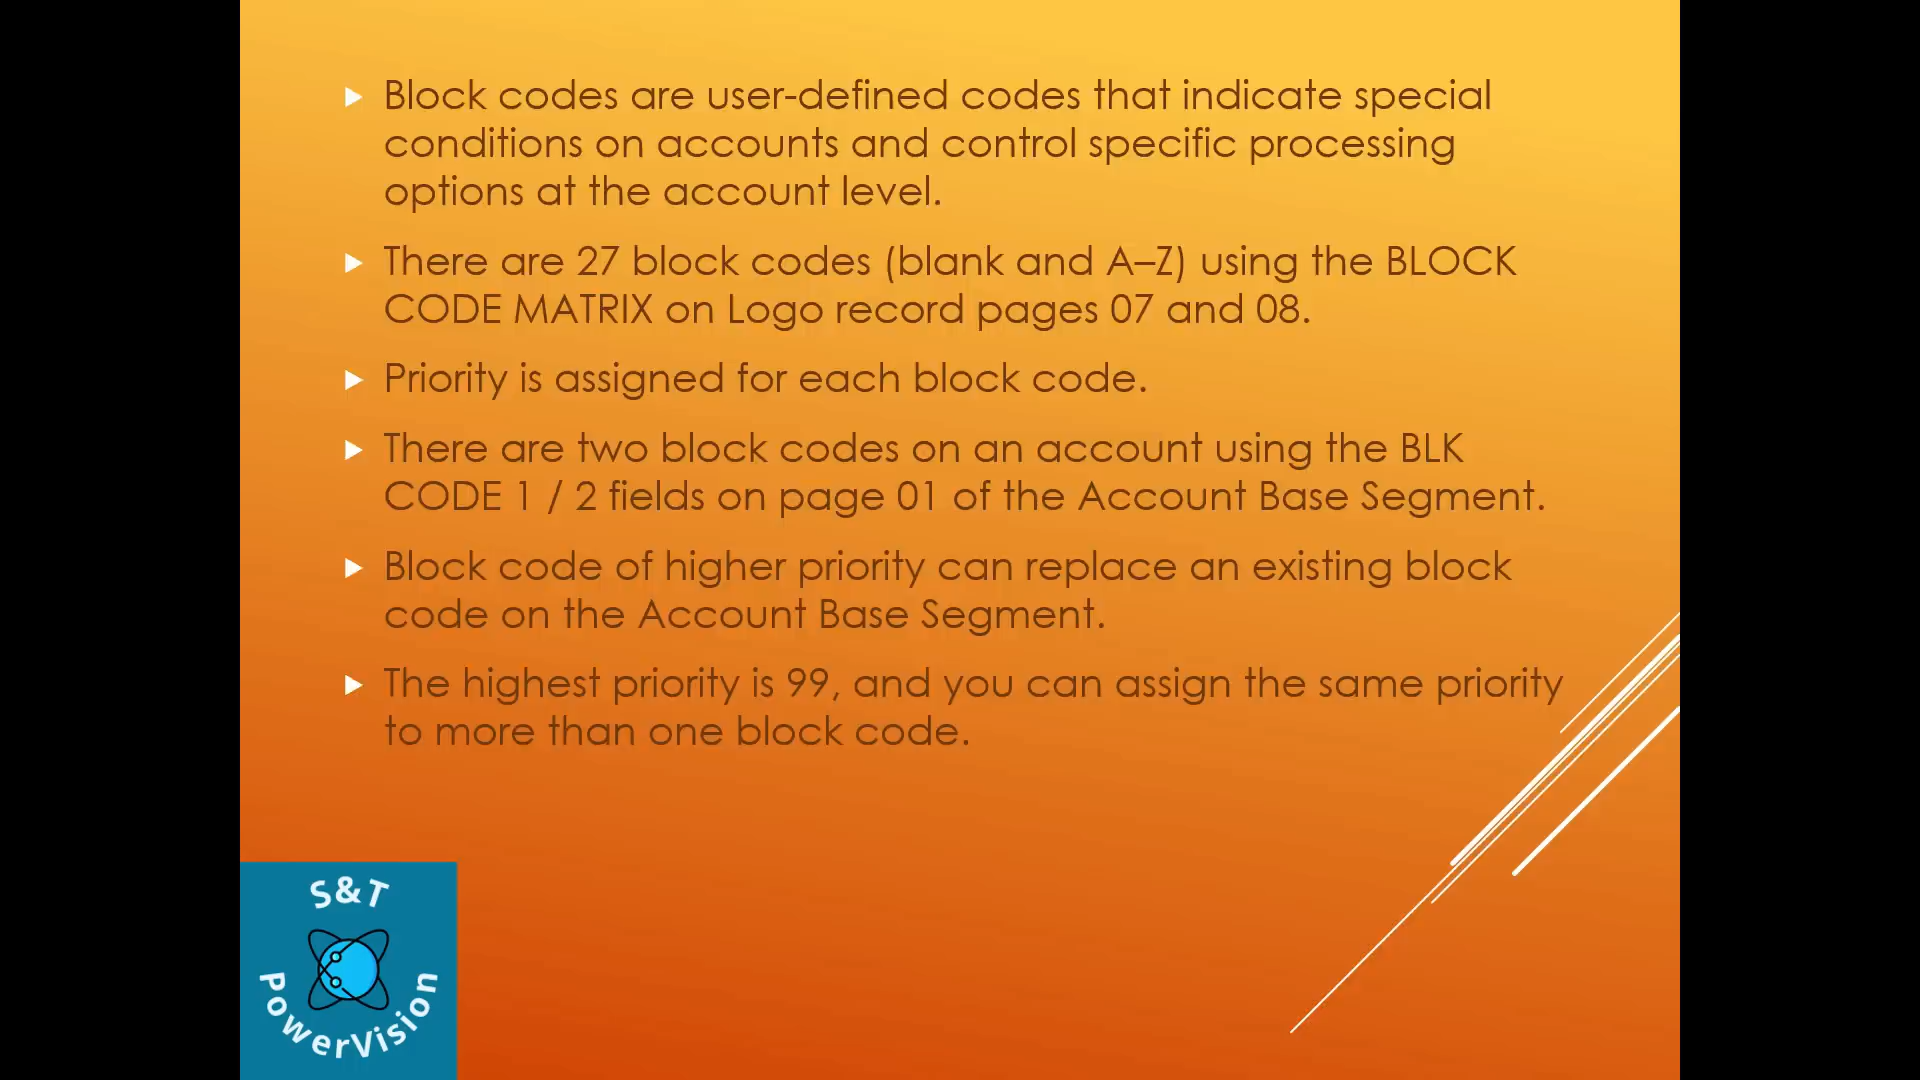 Block codes are user-defined codes that indicate special
conditions on accounts and control specific processing
options at the account level.
There are 27 block codes (blank and A–Z) using the BLOCK
CODE MATRIX on Logo record pages 07 and 08.
Priority is assigned for each block code.
There are two block codes on an account using the BLK
CODE 1 / 2 fields on page 01 of the Account Base Segment.
Block code of higher priority can replace an existing block
code on the Account Base Segment.
The highest priority is 99, and you can assign the same priority
to more than one block code.
S&T
PowerVision